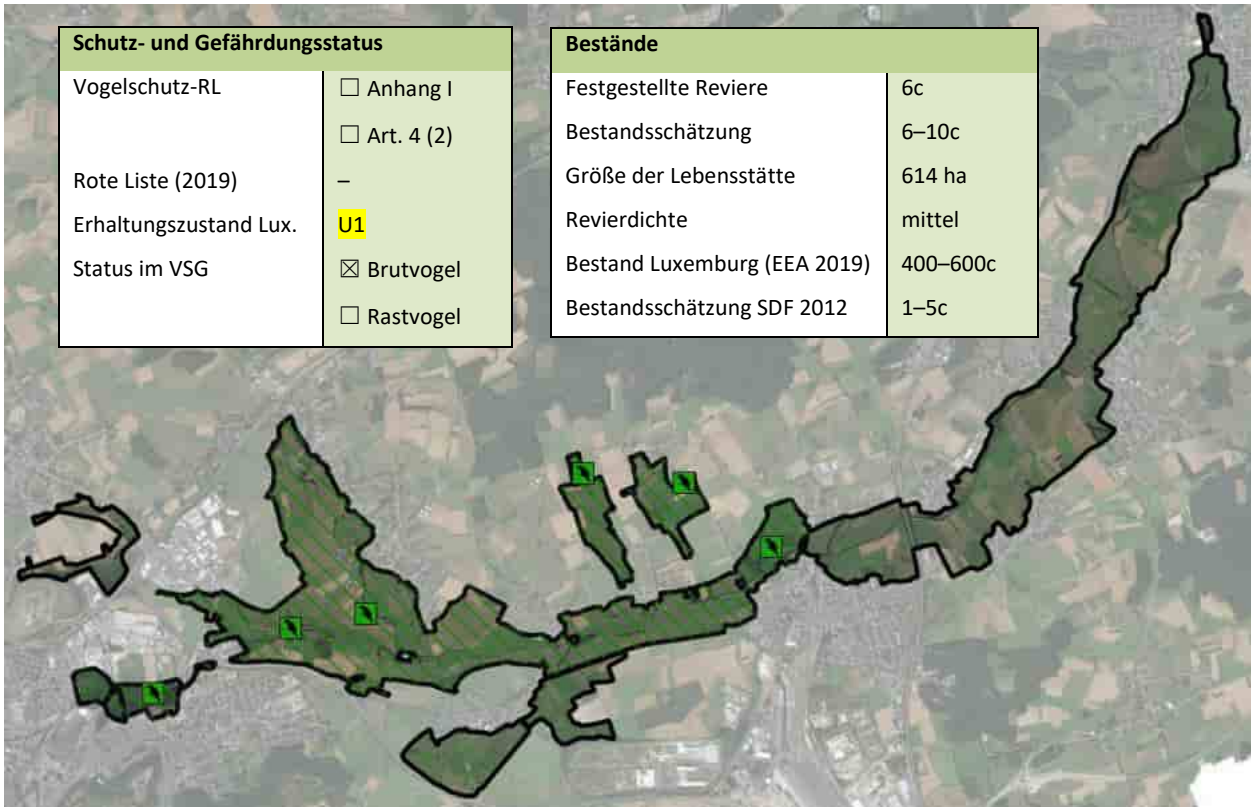 Schutz- und Gefährdungsstatus
Vogelschutz-RL ☐ Anhang I
☐ Art. 4 (2)
Rote Liste (2019) –
Erhaltungszustand Lux. U1
Status im VSG ☒ Brutvogel
☐ Rastvogel
Bestände
Festgestellte Reviere 6c
Bestandsschätzung 6–10c
Größe der Lebensstätte 614 ha
Revierdichte mittel
Bestand Luxemburg (EEA 2019) 400–600c
Bestandsschätzung SDF 2012 1–5c